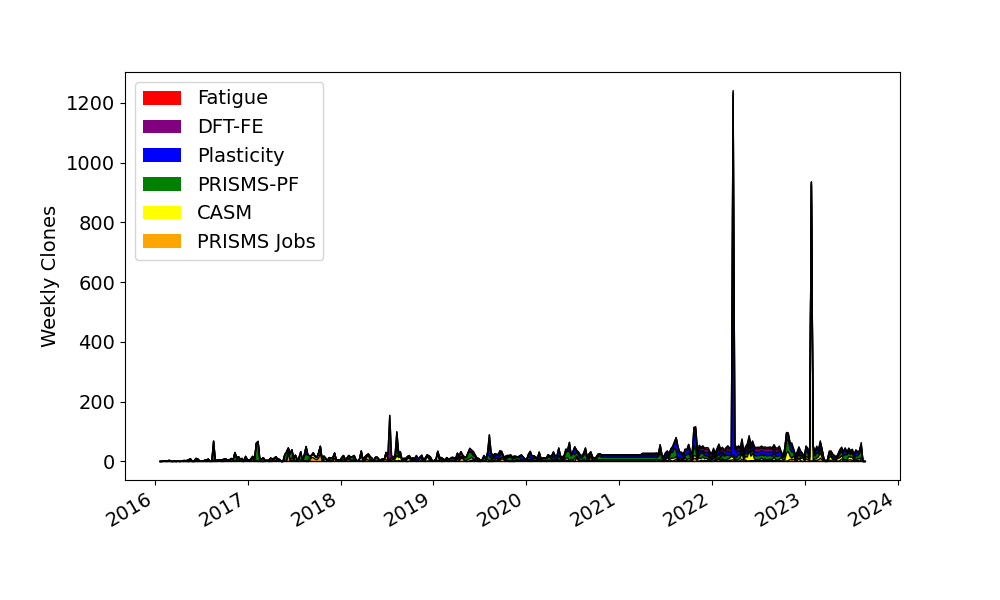 Fatigue
DFT-FE
Plasticity
PRISMS-PF
CASM
PRISMS Jobs
Weekly Clones
1200
1000
800
600
400
200
0
2016
2017
2018
2019
2020
2021
2022
2023
2024